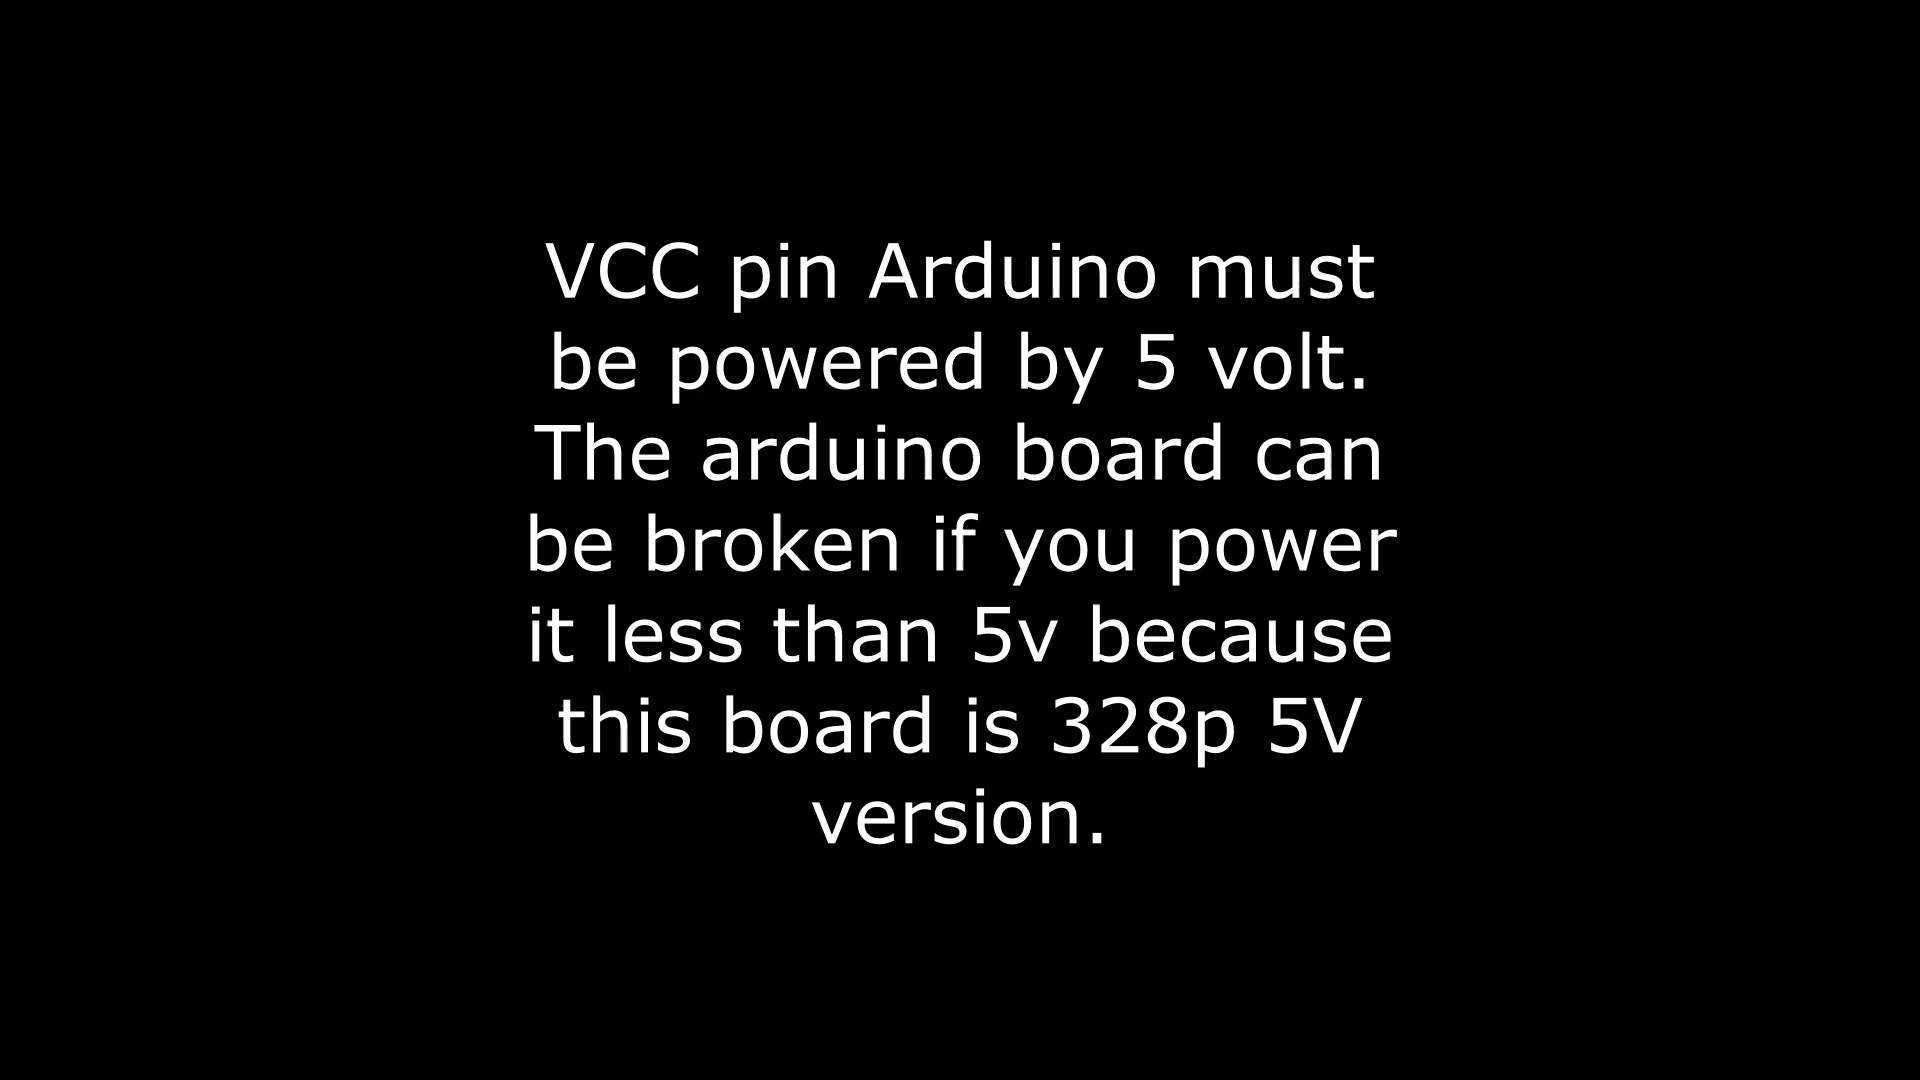 VCC pin Arduino must
be powered by 5 volt.
The arduino board can
be broken if you power
it less than 5v because
this board is 328p 5V
version.